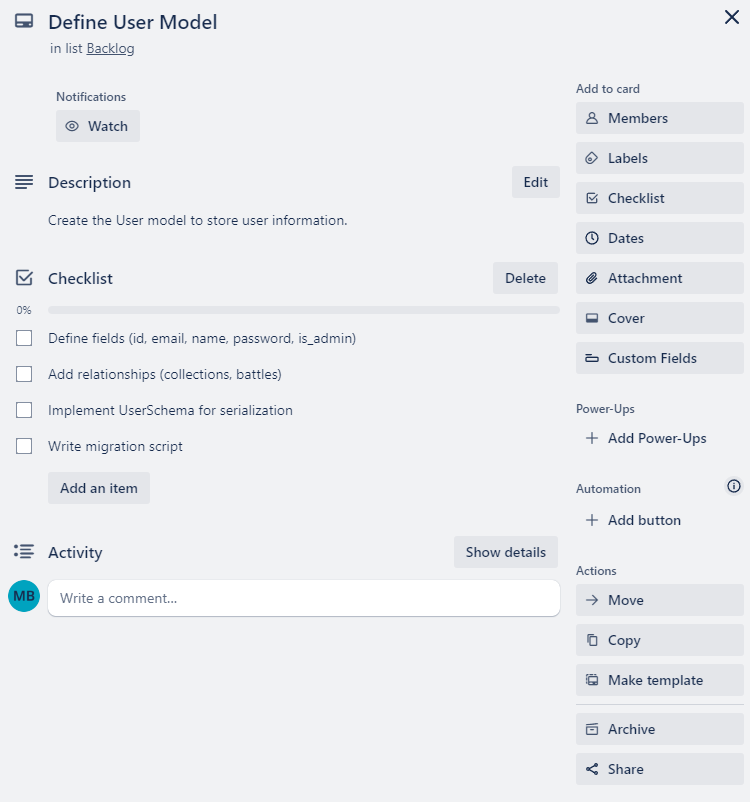 Define User Model
in list Backlog
Notifications
Watch
Description
Edit
Create the User model to store user information.
Checklist
Delete
0%
Define fields (id, email, name, password, is_admin)
Add relationships (collections, battles)
Implement UserSchema for serialization
Write migration script
Add an item
Activity
Show details
MB
Write a comment...
Add to card
Members
Labels
Checklist
Dates
Attachment
Cover
Custom Fields
Power-Ups
Add Power-Ups
Automation
Add button
Actions
Move
Copy
Make template
Archive
Share